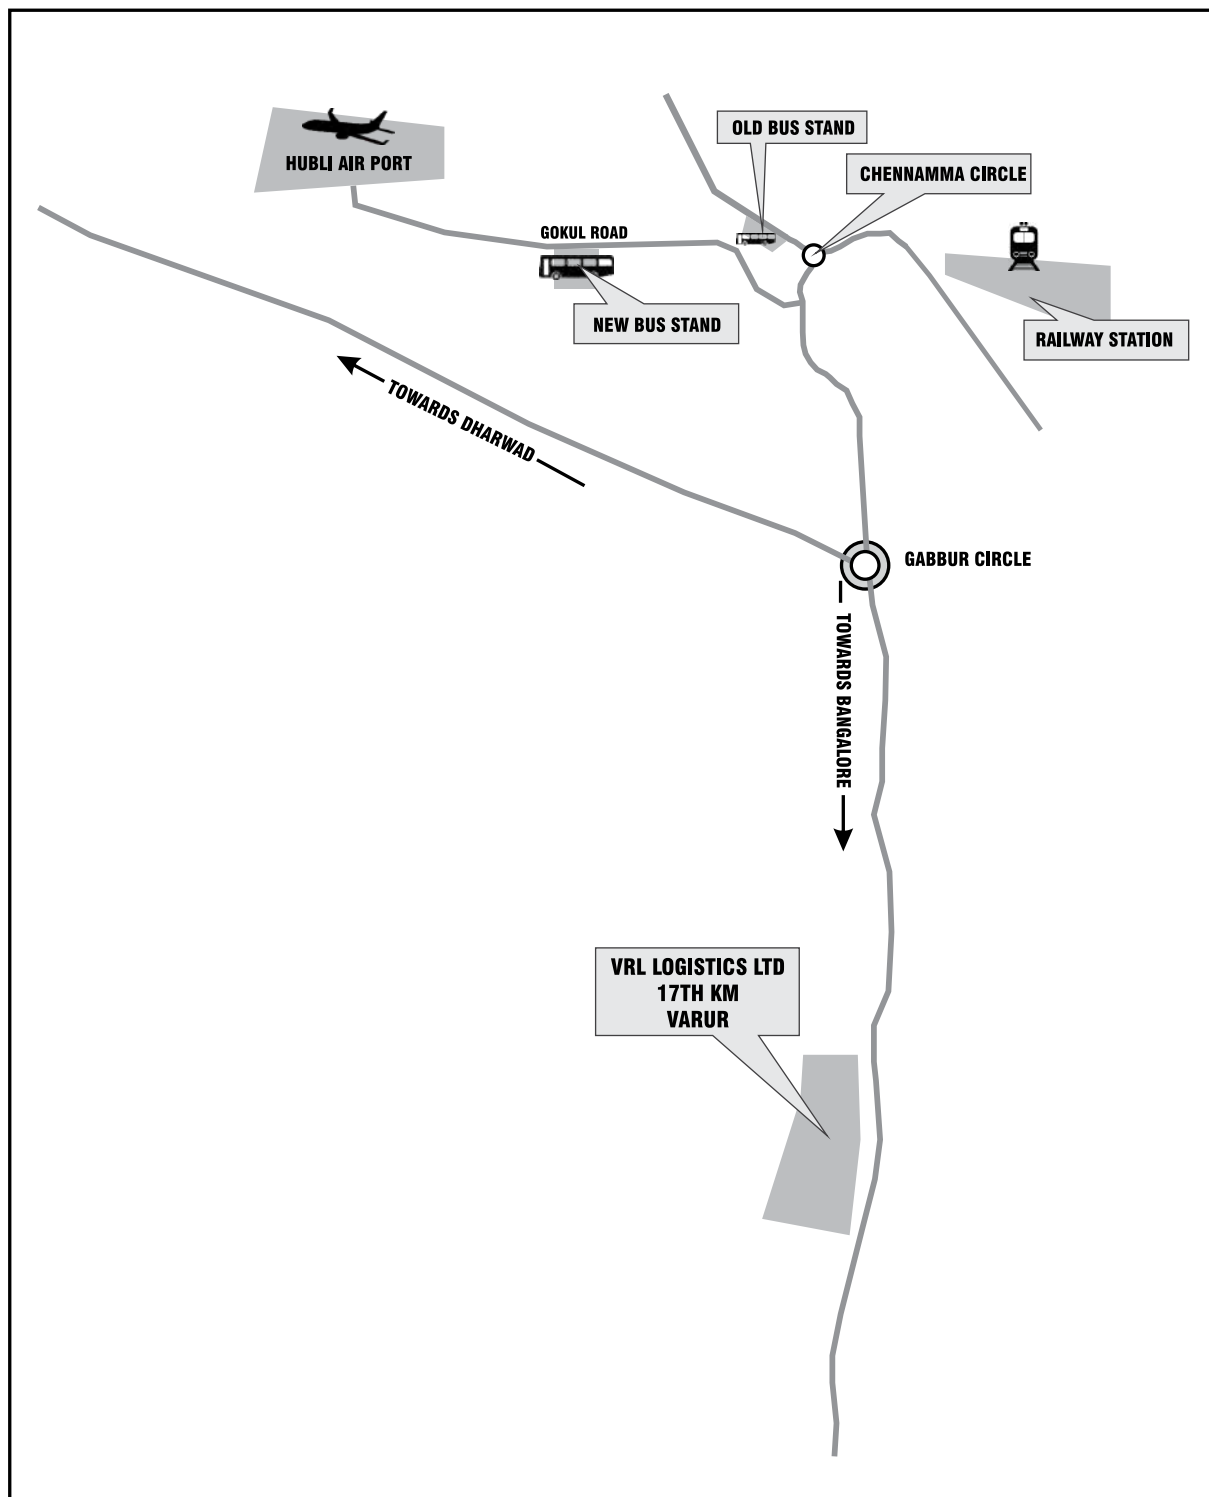 OLD BUS STAND
HUBLI AIR PORT
CHENNAMMA CIRCLE
GOKUL ROAD
NEW BUS STAND
RAILWAY STATION
TOWARDS DHARWAD
GABBUR CIRCLE
TOWARDS BANGALORE
VRL LOGISTICS LTD
17TH KM
VARUR